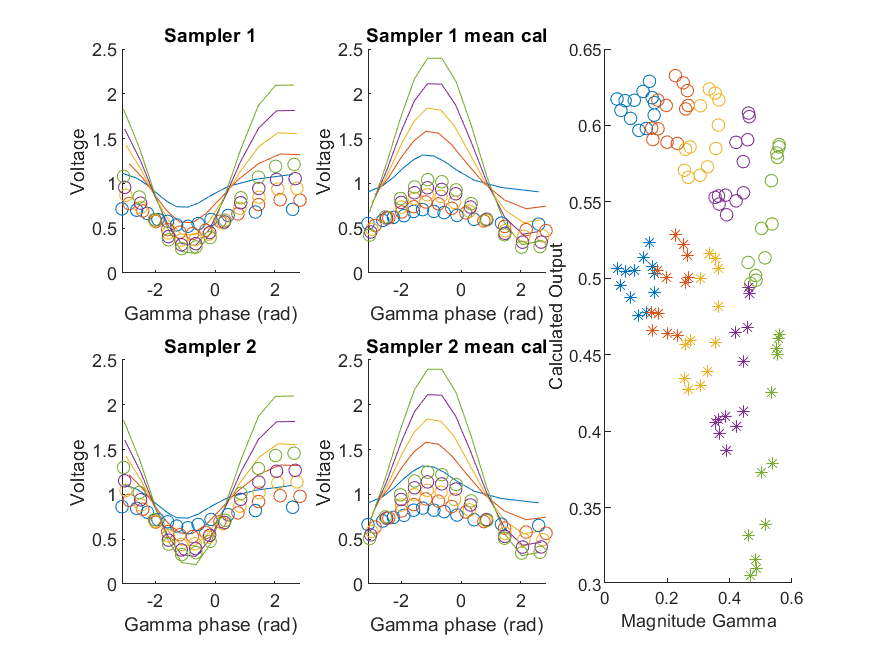 Sampler 1
2.5
2
1.5
1
0.5
0
Voltage
-2 0 2
Gamma phase (rad)
Sampler 1 mean cal
2.5
2
1.5
1
0.5
0
Voltage
-2 0 2
Gamma phase (rad)
Sampler 2
2.5
2
1.5
1
0.5
0
Voltage
-2 0 2
Gamma phase (rad)
Sampler 2 mean cal
2.5
2
1.5
1
0.5
0
Voltage
-2 0 2
Gamma phase (rad)
0.65
0.6
0.55
0.5
0.45
0.4
0.35
0.3
Calculated Output
0 0.2 0.4 0.6
Magnitude Gamma